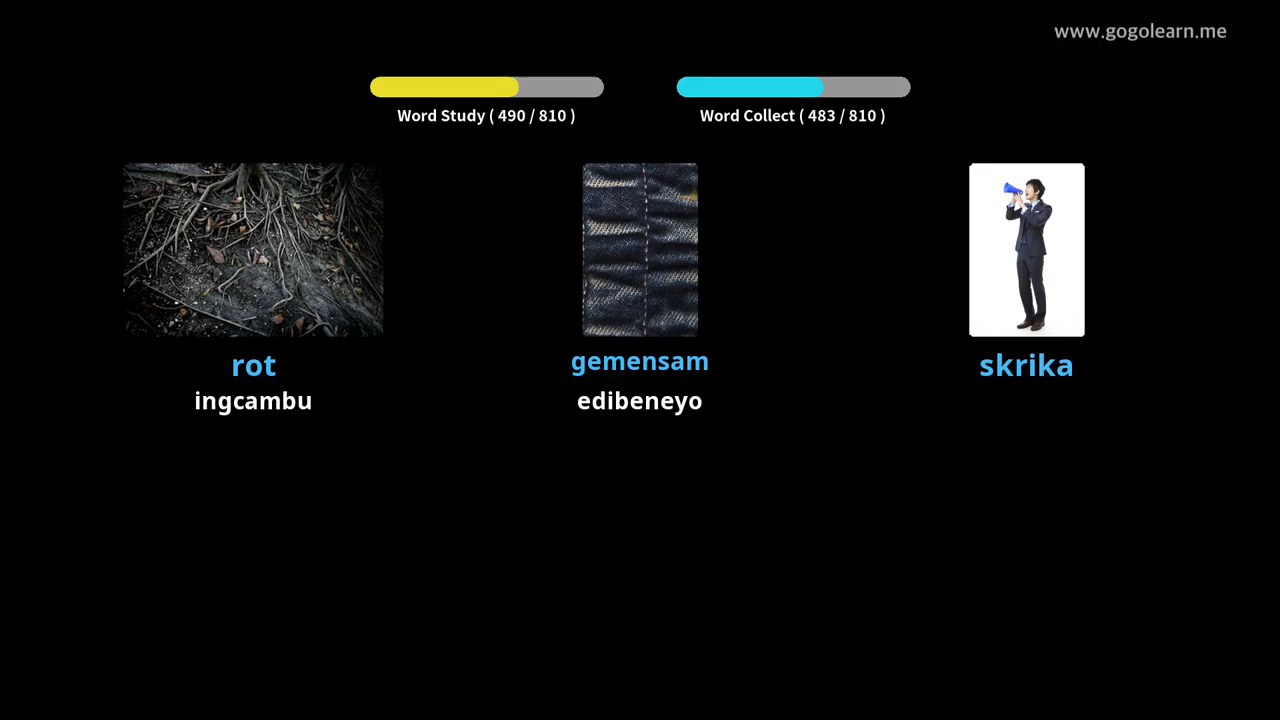 www.gogolearn.me
Word Study ( 490 / 810 )
Word Collect ( 483 / 810 )
rot
ingcambu
gemensam
edibeneyo
skrika